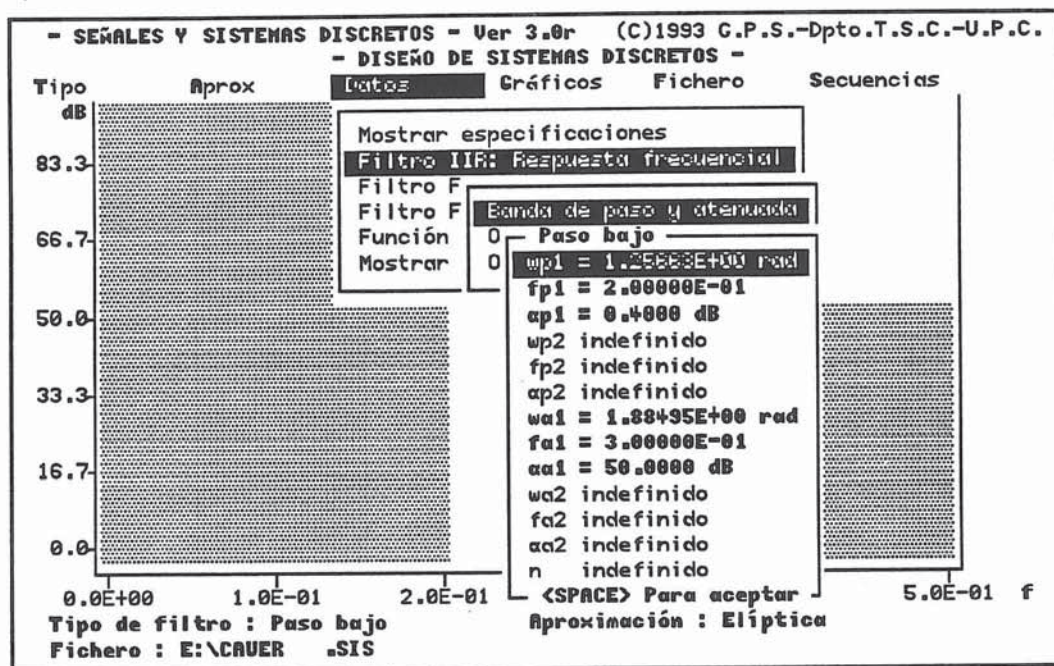 - SEÑALES Y SISTEMAS DISCRETOS - Ver 3.0r (C)1993 G.P.S.-Dpto.T.S.C.-U.P.C.
- DISEÑO DE SISTEMAS DISCRETOS -
Tipo Aprox Datos Gráficos Fichero Secuencias
dB
Mostrar especificaciones
83.3 Filtro IIR: Respuesta frecuencial
Filtro F
Filtro F Banda de paso y atenuada
66.7 Función O Paso bajo
Mostrar O wp1 = 1.25663E+00 rad
fp1 = 2.00000E-01
50.0 αp1 = 0.4000 dB
wp2 indefinido
fp2 indefinido
33.3 αp2 indefinido
wa1 = 1.88495E+00 rad
fa1 = 3.00000E-01
16.7 αa1 = 50.0000 dB
wa2 indefinido
fa2 indefinido
0.0 αa2 indefinido
n indefinido
0.0E+00 1.0E-01 2.0E-01 <SPACE> Para aceptar 5.0E-01 f
Tipo de filtro : Paso bajo Aproximación : Elíptica
Fichero : E:\CAUER .SIS